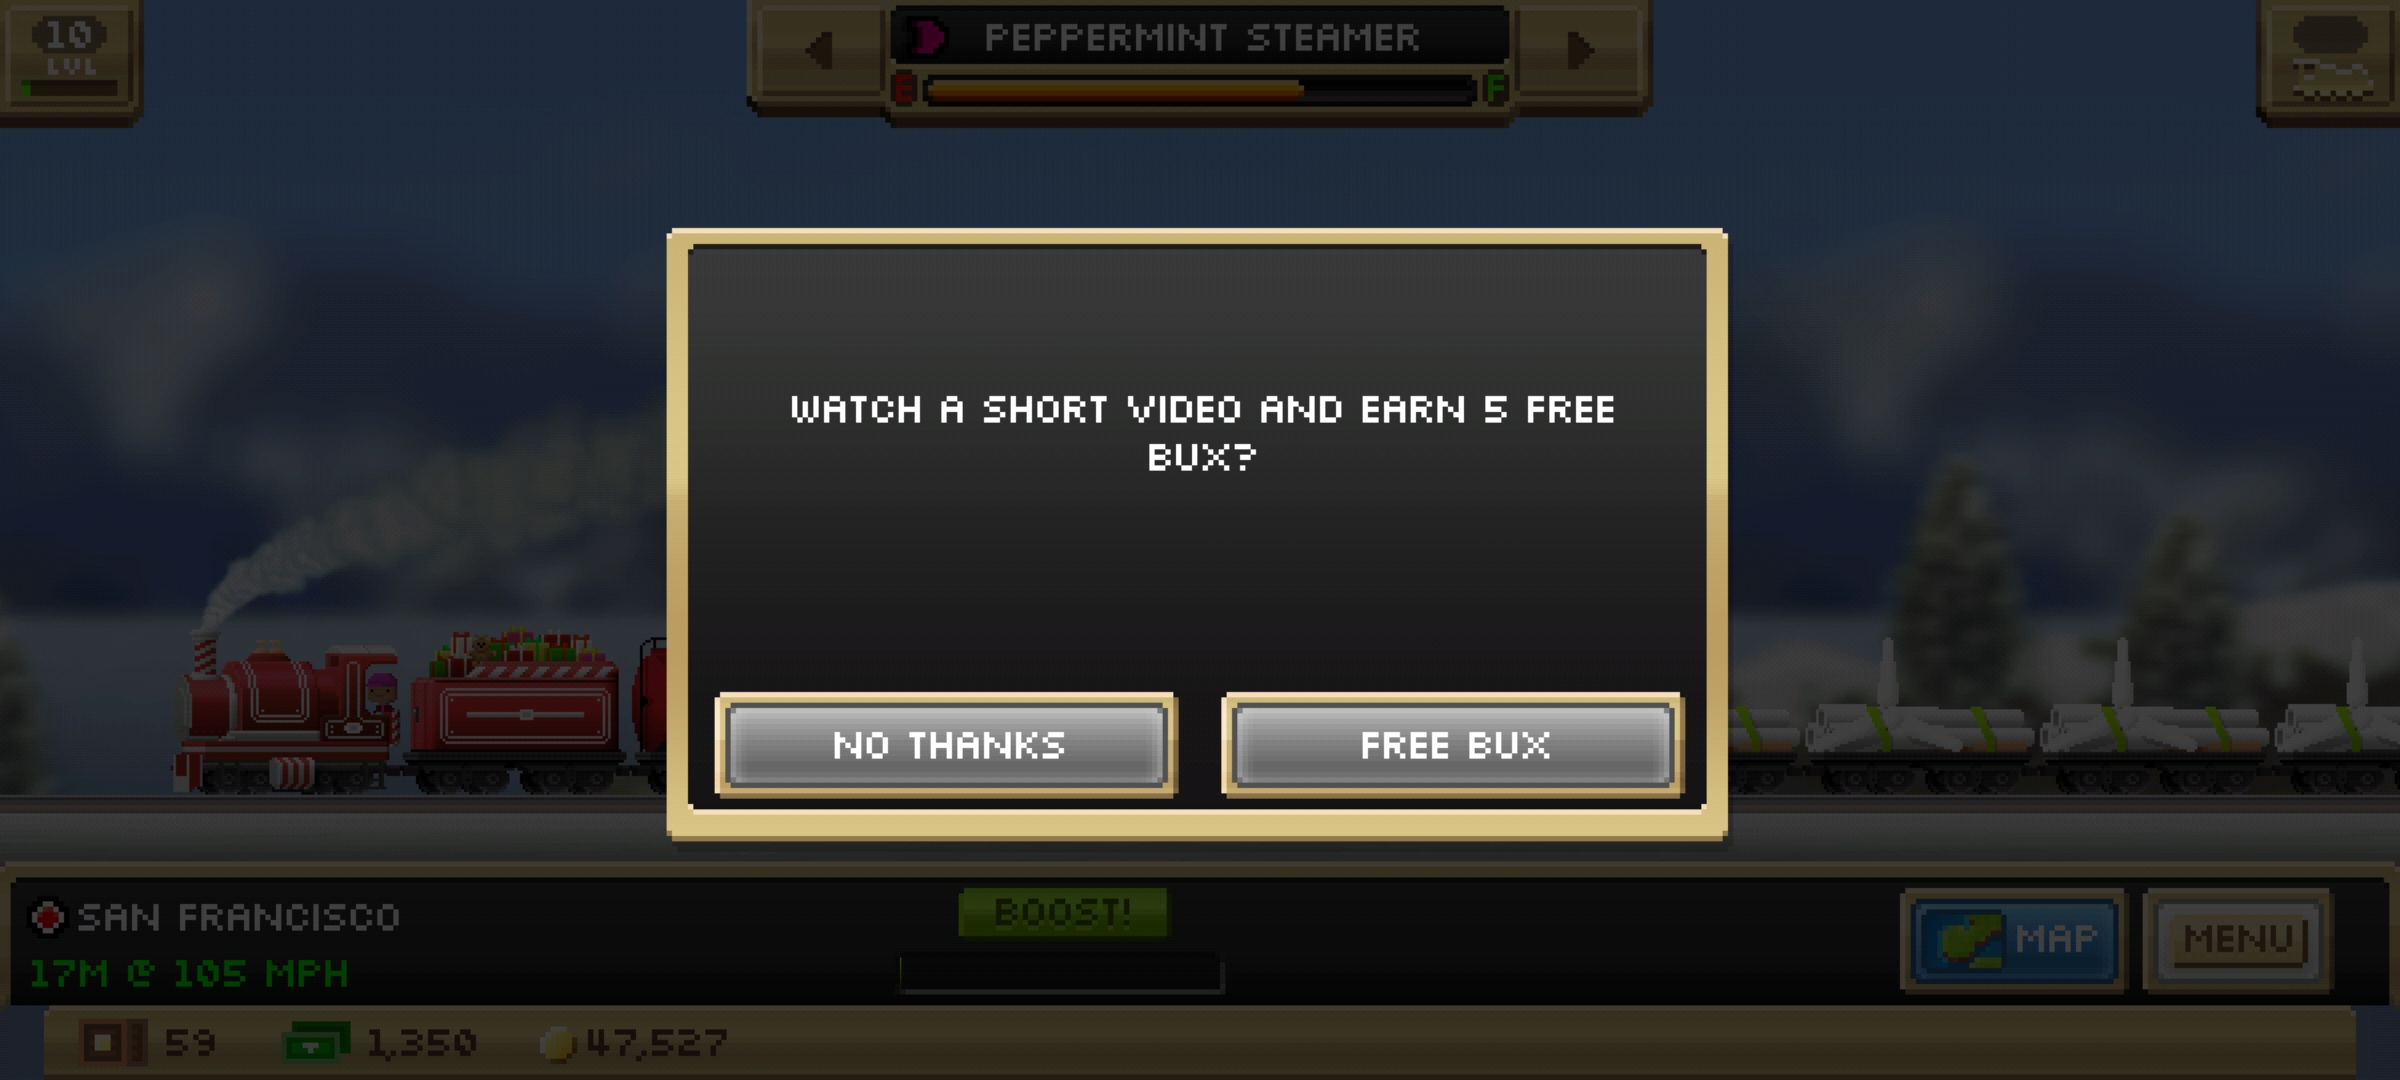 10
LVL
PEPPERMINT STEAMER
E F
WATCH A SHORT VIDEO AND EARN 5 FREE
BUX?
NO THANKS
FREE BUX
SAN FRANCISCO
17M @ 105 MPH
BOOST!
MAP
MENU
59
1,350
47,527